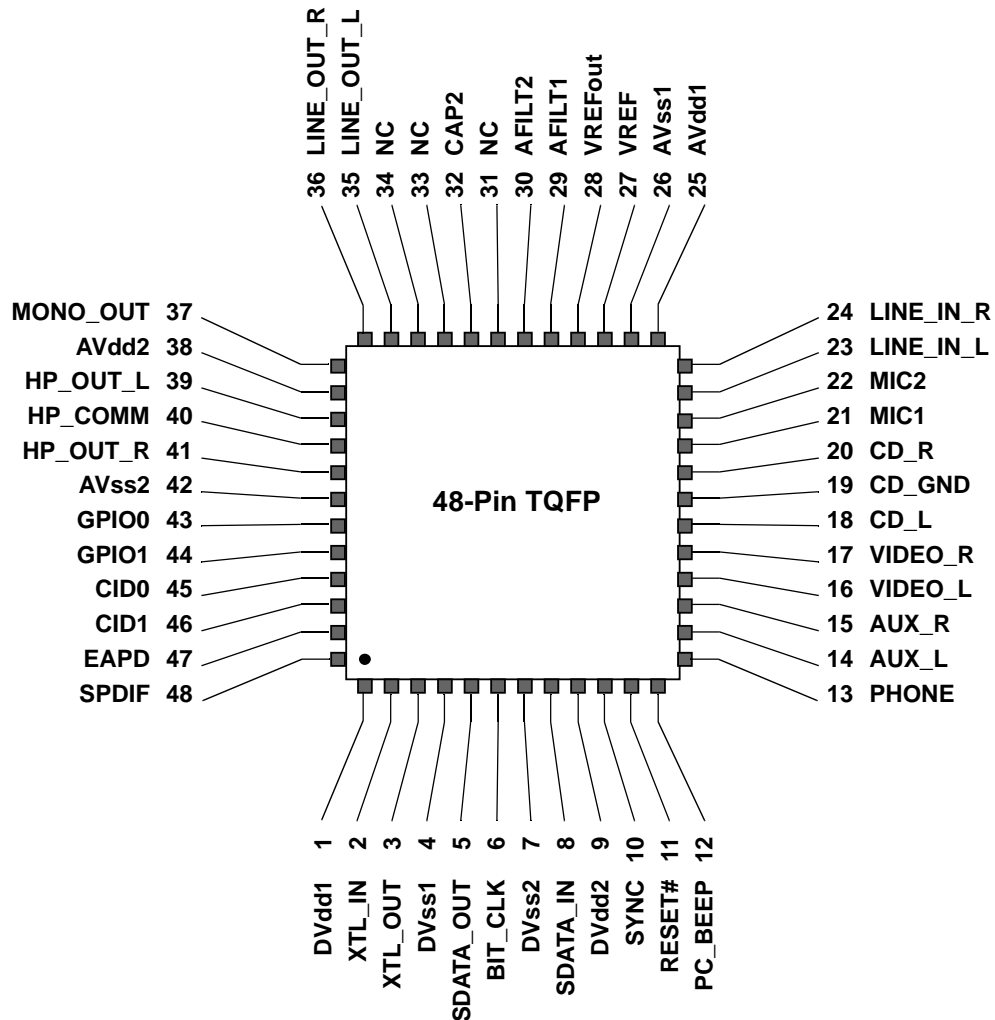 36 LINE_OUT_R
35 LINE_OUT_L
34 NC
33 NC
32 CAP2
31 NC
30 AFILT2
29 AFILT1
28 VREFout
27 VREF
26 AVss1
25 AVdd1
MONO_OUT 37
AVdd2 38
HP_OUT_L 39
HP_COMM 40
HP_OUT_R 41
AVss2 42
GPIO0 43
GPIO1 44
CID0 45
CID1 46
EAPD 47
SPDIF 48
48-Pin TQFP
24 LINE_IN_R
23 LINE_IN_L
22 MIC2
21 MIC1
20 CD_R
19 CD_GND
18 CD_L
17 VIDEO_R
16 VIDEO_L
15 AUX_R
14 AUX_L
13 PHONE
DVdd1 1
XTL_IN 2
XTL_OUT 3
DVss1 4
SDATA_OUT 5
BIT_CLK 6
DVss2 7
SDATA_IN 8
DVdd2 9
SYNC 10
RESET# 11
PC_BEEP 12